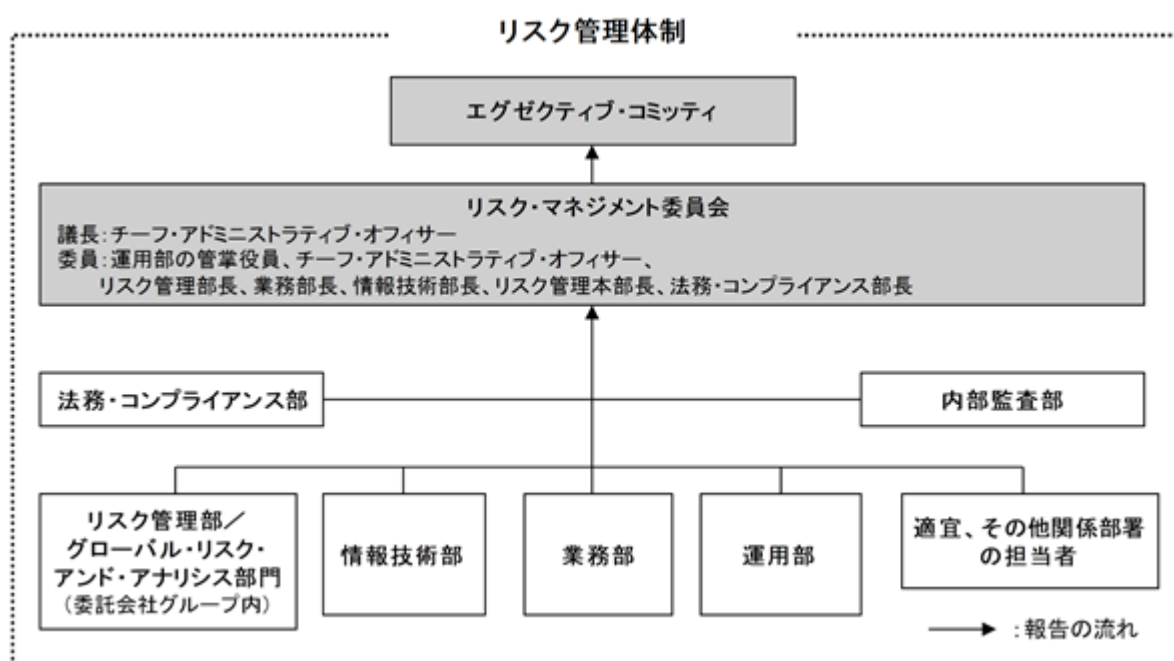 リスク管理体制
エグゼクティブ・コミッティ
リスク・マネジメント委員会
議長：チーフ・アドミニストラティブ・オフィサー
委員：運用部の管掌役員、チーフ・アドミニストラティブ・オフィサー、
リスク管理部長、業務部長、情報技術部長、リスク管理本部長、法務・コンプライアンス部長
法務・コンプライアンス部
内部監査部
リスク管理部／
グローバル・リスク・
アンド・アナリシス部門
（委託会社グループ内）
情報技術部
業務部
運用部
適宜、その他関係部署
の担当者
：報告の流れ